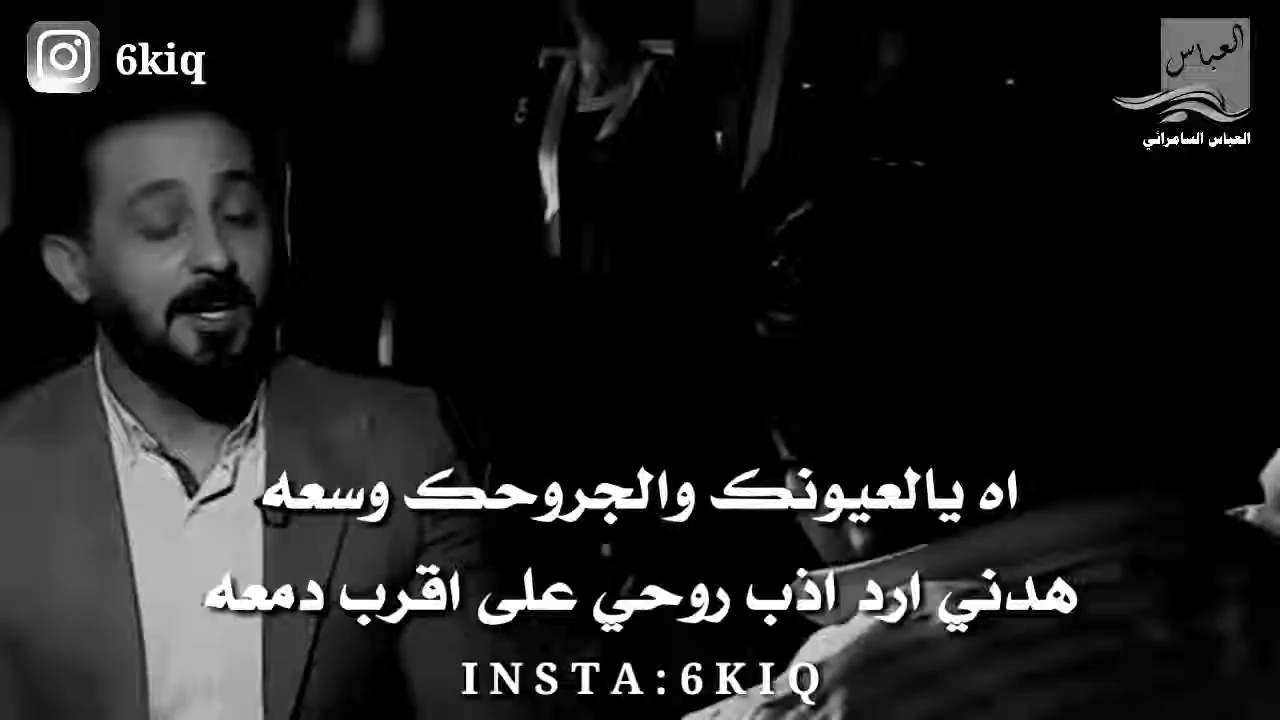 6kiq
العباس
العباس السامرائي
اه يالعيونك والجروحك وسعه
هدني ارد اذب روحي على اقرب دمعه
INSTA:6KIQ